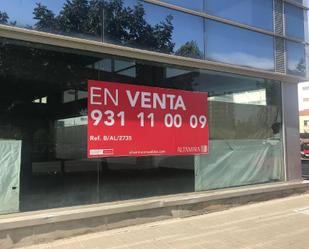 EN VENTA
931 11 00 09
Ref. B/AL/2735
ALTAMIRA